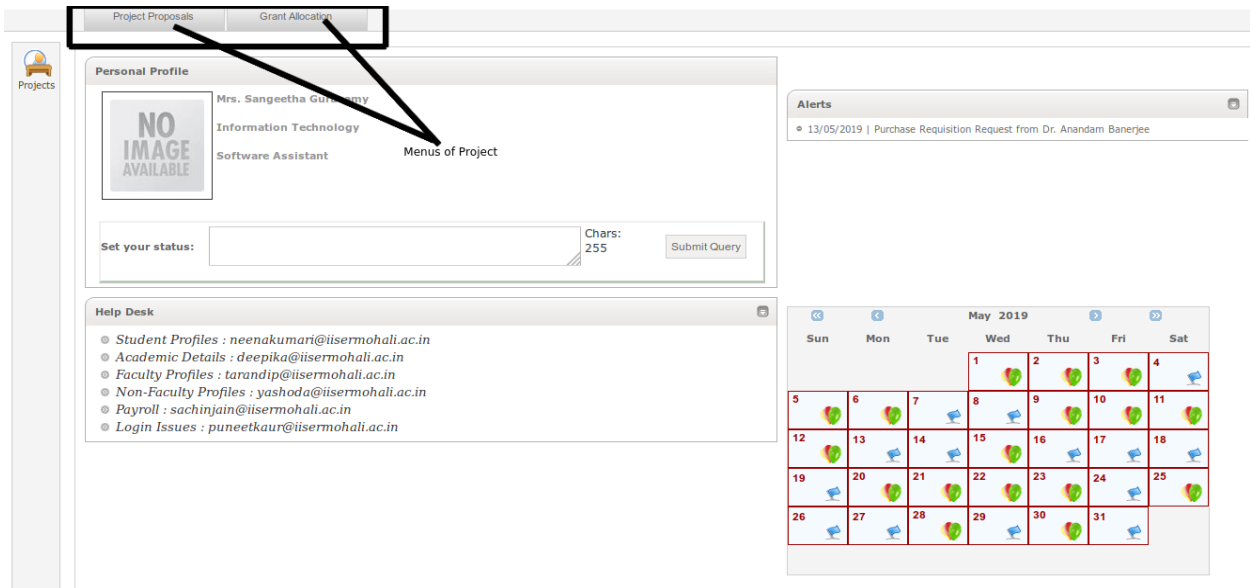 Project Proposals Grant Allocation
Projects
Personal Profile
NO
IMAGE
AVAILABLE
Mrs. Sangeetha Gurusamy
Information Technology
Software Assistant
Menus of Project
Set your status:
Chars:
255
Submit Query
Alerts
13/05/2019 | Purchase Requisition Request from Dr. Anandam Banerjee
Help Desk
Student Profiles : neenakumari@iisermohali.ac.in
Academic Details : deepika@iisermohali.ac.in
Faculty Profiles : tarandip@iisermohali.ac.in
Non-Faculty Profiles : yashoda@iisermohali.ac.in
Payroll : sachinjain@iisermohali.ac.in
Login Issues : puneetkaur@iisermohali.ac.in
May 2019
Sun Mon Tue Wed Thu Fri Sat
1 2 3 4
5 6 7 8 9 10 11
12 13 14 15 16 17 18
19 20 21 22 23 24 25
26 27 28 29 30 31